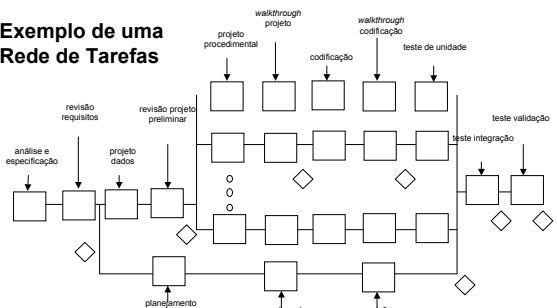 Exemplo de uma
Rede de Tarefas
projeto
procedimental
walkthrough
projeto
codificação
walkthrough
codificação
teste de unidade
revisão
requisitos
revisão projeto
preliminar
análise e
especificação
projeto
dados
teste integração
teste validação
planejamento